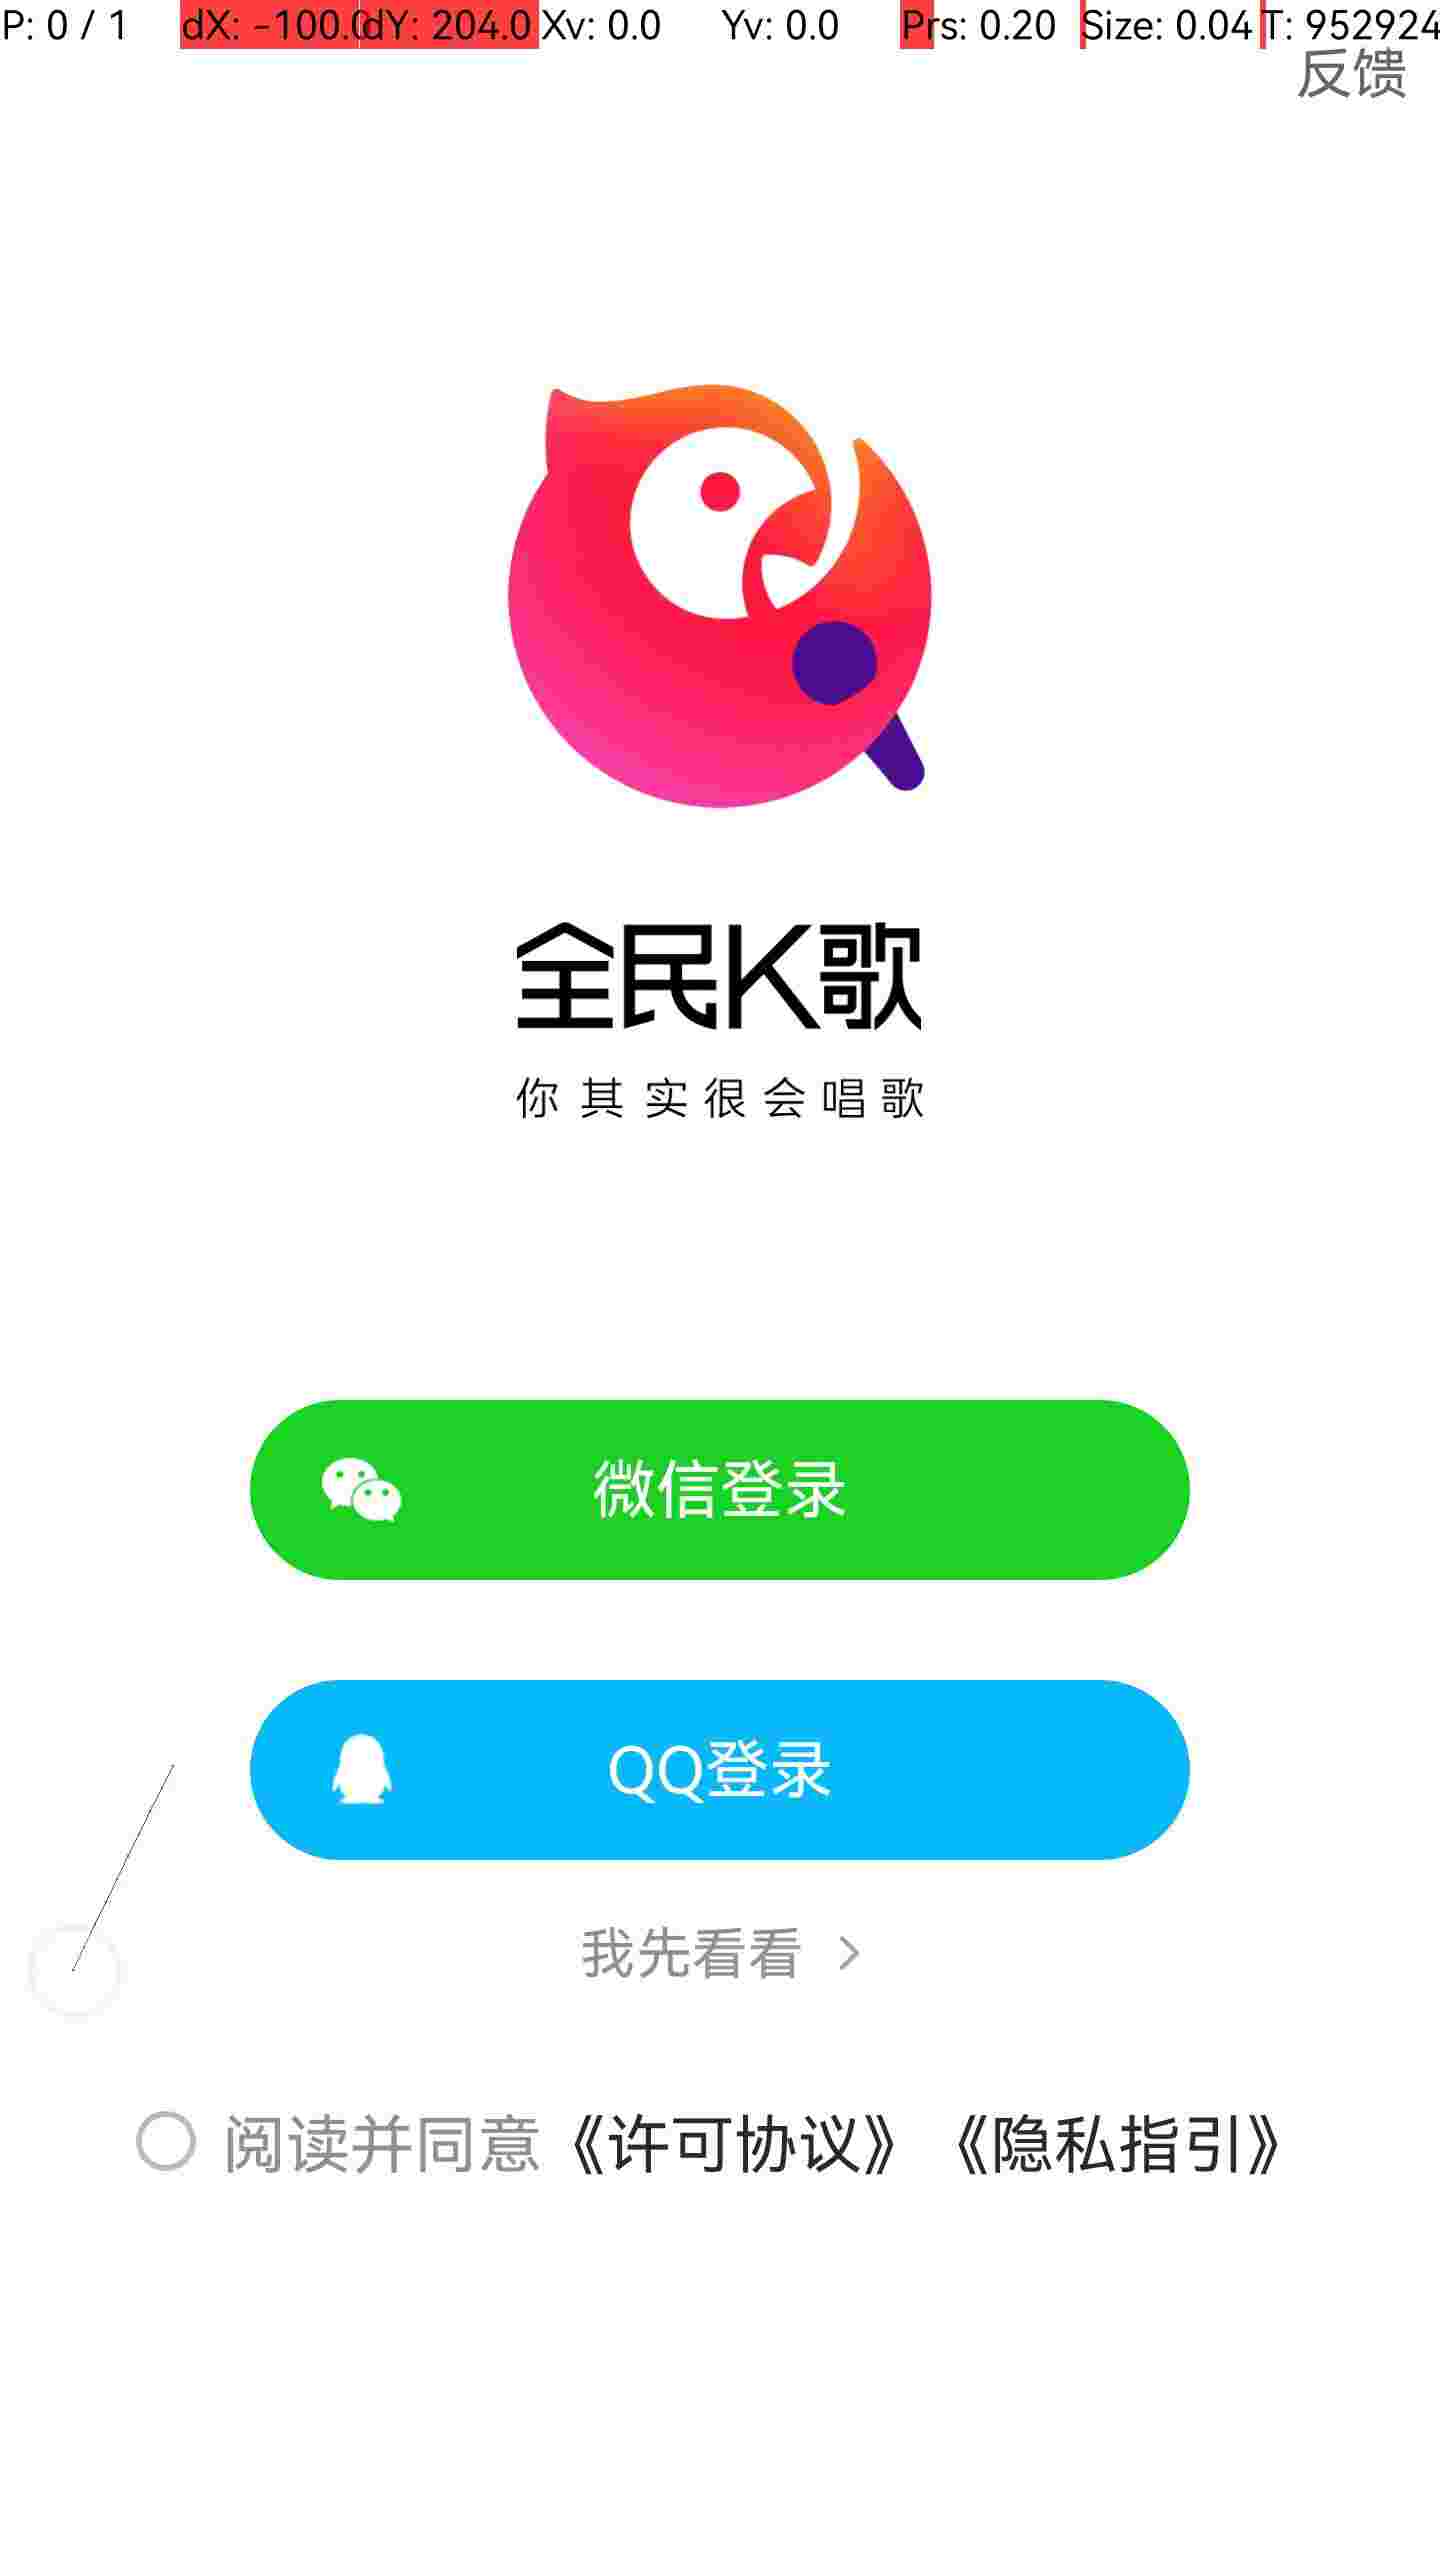 P: 0 / 1 dX: -100.0 dY: 204.0 Xv: 0.0 Yv: 0.0 Prs: 0.20 Size: 0.04 T: 952924
反馈
全民K歌
你其实很会唱歌
微信登录
QQ登录
我先看看 >
阅读并同意《许可协议》 《隐私指引》